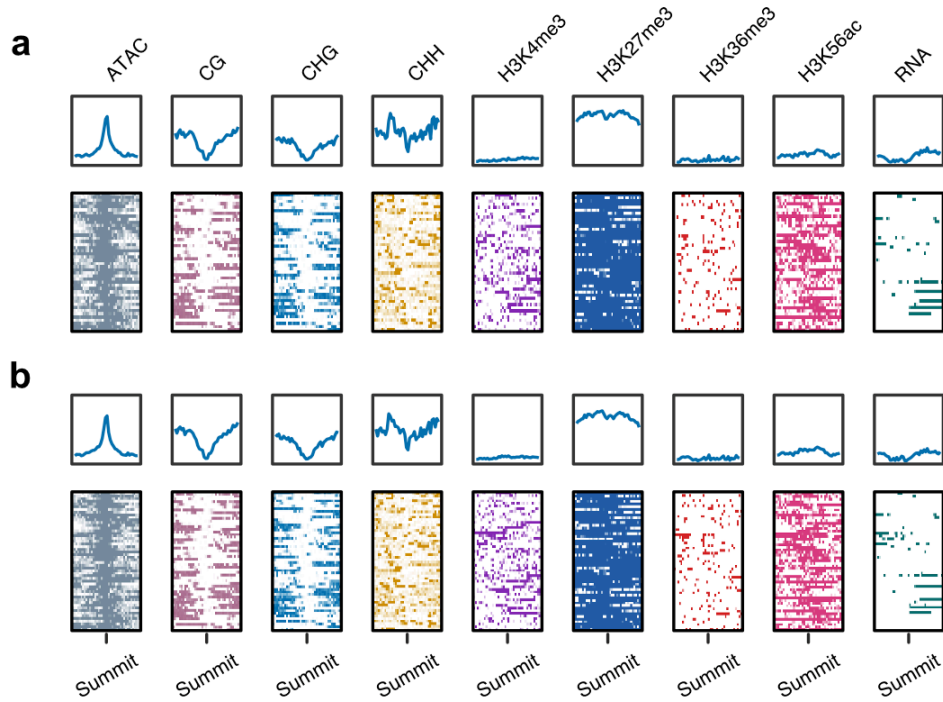 a
ATAC
CG
CHG
CHH
H3K4me3
H3K27me3
H3K36me3
H3K56ac
RNA
b
Summit
Summit
Summit
Summit
Summit
Summit
Summit
Summit
Summit